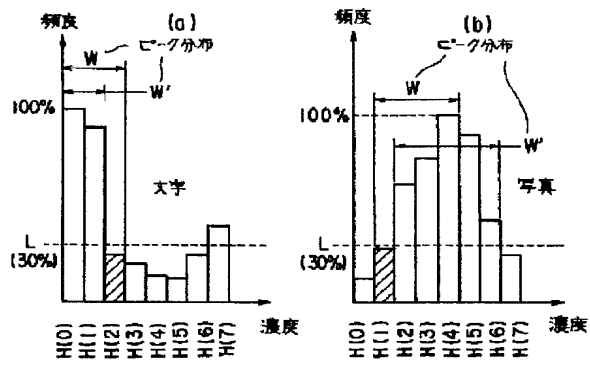 頻度
(a)
ピーク分布
W
W'
100%
文字
L
(30%)
濃度
H(0)
H(1)
H(2)
H(3)
H(4)
H(5)
H(6)
H(7)
頻度
(b)
ピーク分布
W
100%
W'
写真
L
(30%)
濃度
H(0)
H(1)
H(2)
H(3)
H(4)
H(5)
H(6)
H(7)